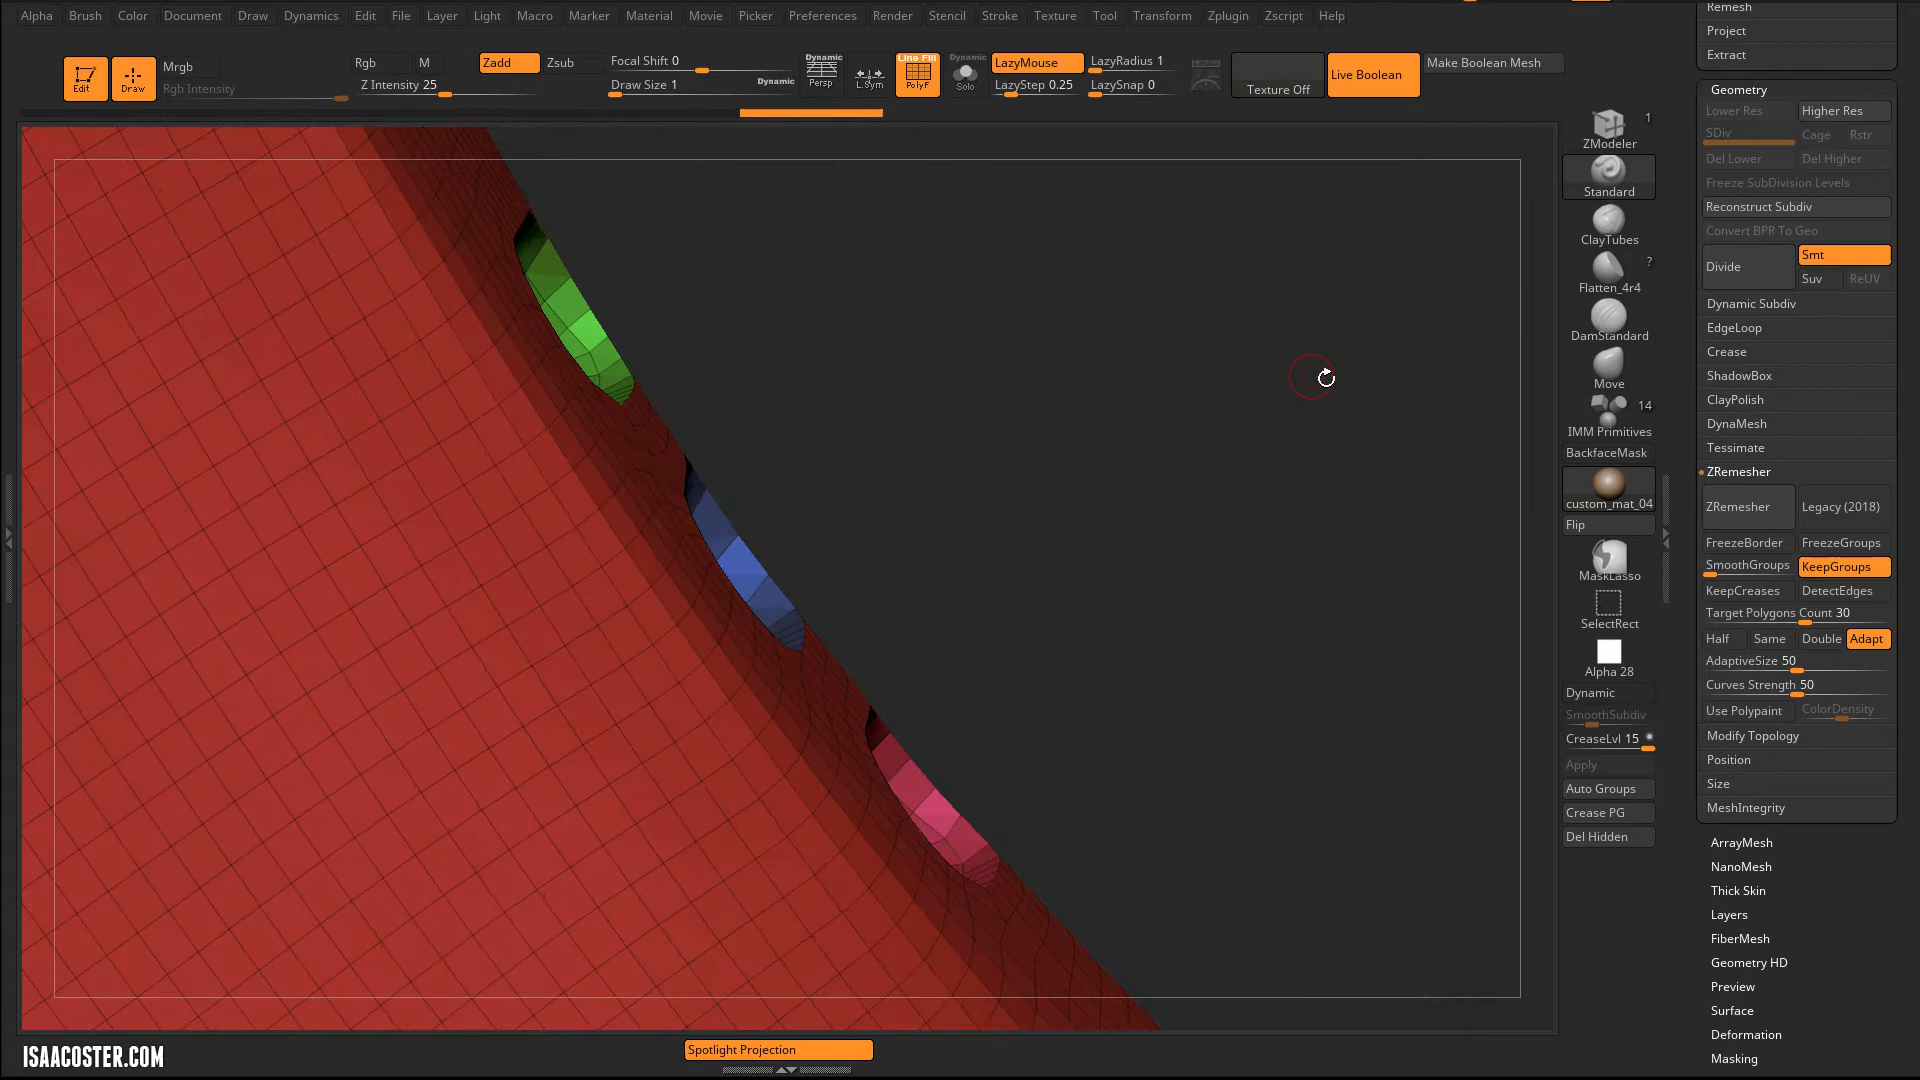 Alpha Brush Color Document Draw Dynamics Edit File Layer Light Macro Marker Material Movie Picker Preferences Render Stencil Stroke Texture Tool Transform Zplugin Zscript Help
Edit
Draw
Mrgb
Rgb Intensity
Rgb M
Z Intensity 25
Zadd Zsub
Focal Shift 0
Draw Size 1
Dynamic
Dynamic
Persp
L.Sym
Line Fill
PolyF
Dynamic
Solo
LazyMouse LazyRadius 1
LazyStep 0.25 LazySnap 0
Texture Off
Live Boolean
Make Boolean Mesh
1
ZModeler
Standard
ClayTubes
?
Flatten_4r4
DamStandard
Move
14
IMM Primitives
BackfaceMask
custom_mat_04
Flip
MaskLasso
SelectRect
Alpha 28
Dynamic
SmoothSubdiv
CreaseLvl 15
Apply
Auto Groups
Crease PG
Del Hidden
Remesh
Project
Extract
Geometry
Lower Res Higher Res
SDiv Cage Rstr
Del Lower Del Higher
Freeze SubDivision Levels
Reconstruct Subdiv
Convert BPR To Geo
Divide Smt
Suv ReUV
Dynamic Subdiv
EdgeLoop
Crease
ShadowBox
ClayPolish
DynaMesh
Tessimate
ZRemesher
ZRemesher Legacy (2018)
FreezeBorder FreezeGroups
SmoothGroups KeepGroups
KeepCreases DetectEdges
Target Polygons Count 30
Half Same Double Adapt
AdaptiveSize 50
Curves Strength 50
Use Polypaint ColorDensity
Modify Topology
Position
Size
MeshIntegrity
ArrayMesh
NanoMesh
Thick Skin
Layers
FiberMesh
Geometry HD
Preview
Surface
Deformation
Masking
Spotlight Projection
ISAACOSTER.COM